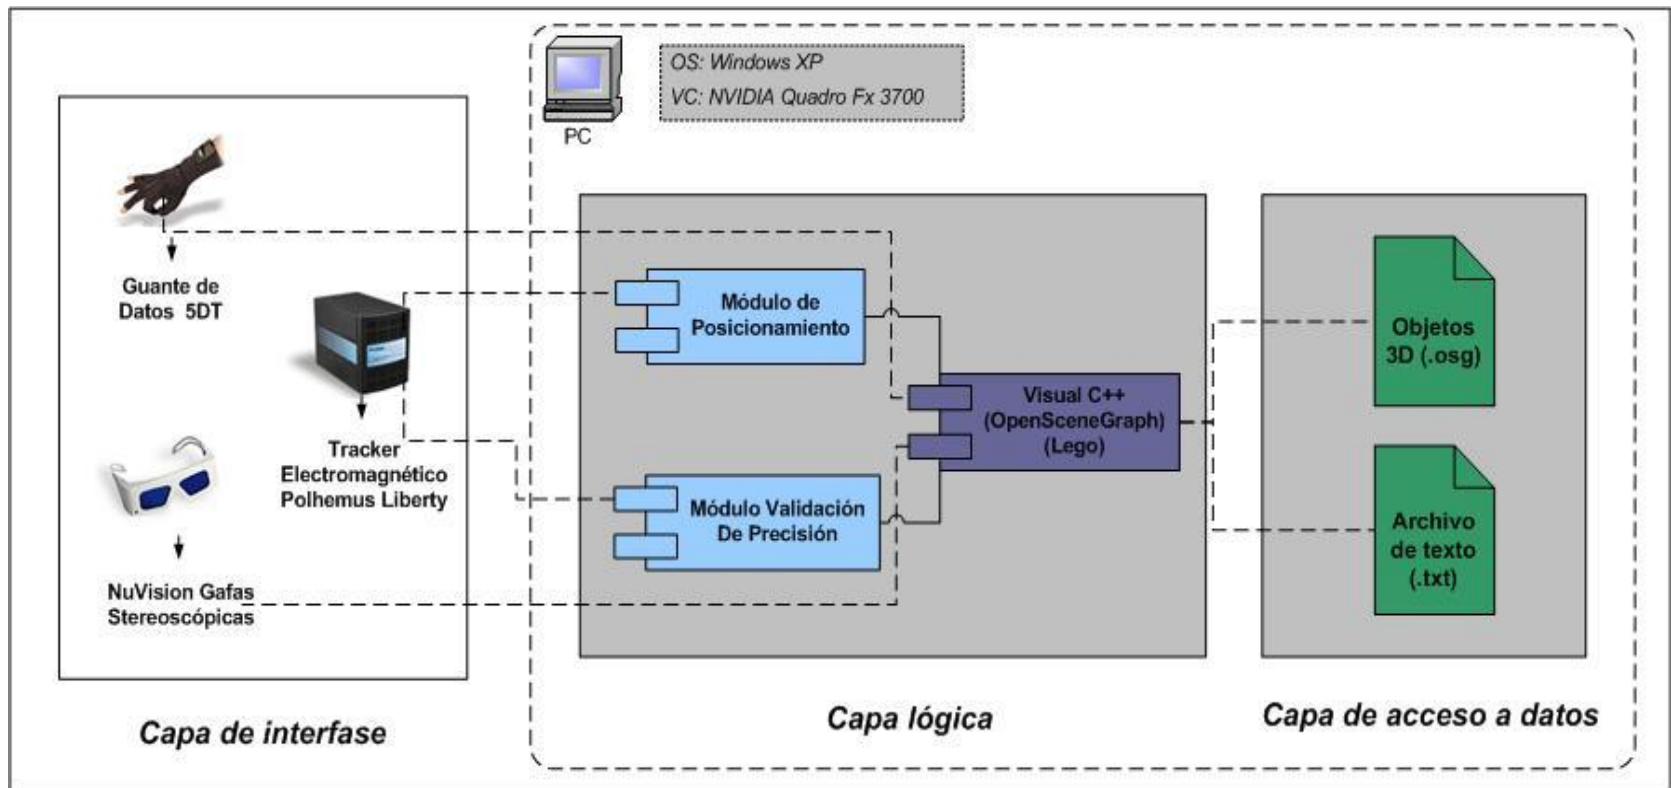 OS: Windows XP
VC: NVIDIA Quadro Fx 3700
PC
Guante de
Datos 5DT
Tracker
Electromagnético
Polhemus Liberty
NuVision Gafas
Stereoscópicas
Capa de interfase
Módulo de
Posicionamiento
Módulo Validación
De Precisión
Visual C++
(OpenSceneGraph)
(Lego)
Capa lógica
Objetos
3D (.osg)
Archivo
de texto
(.txt)
Capa de acceso a datos